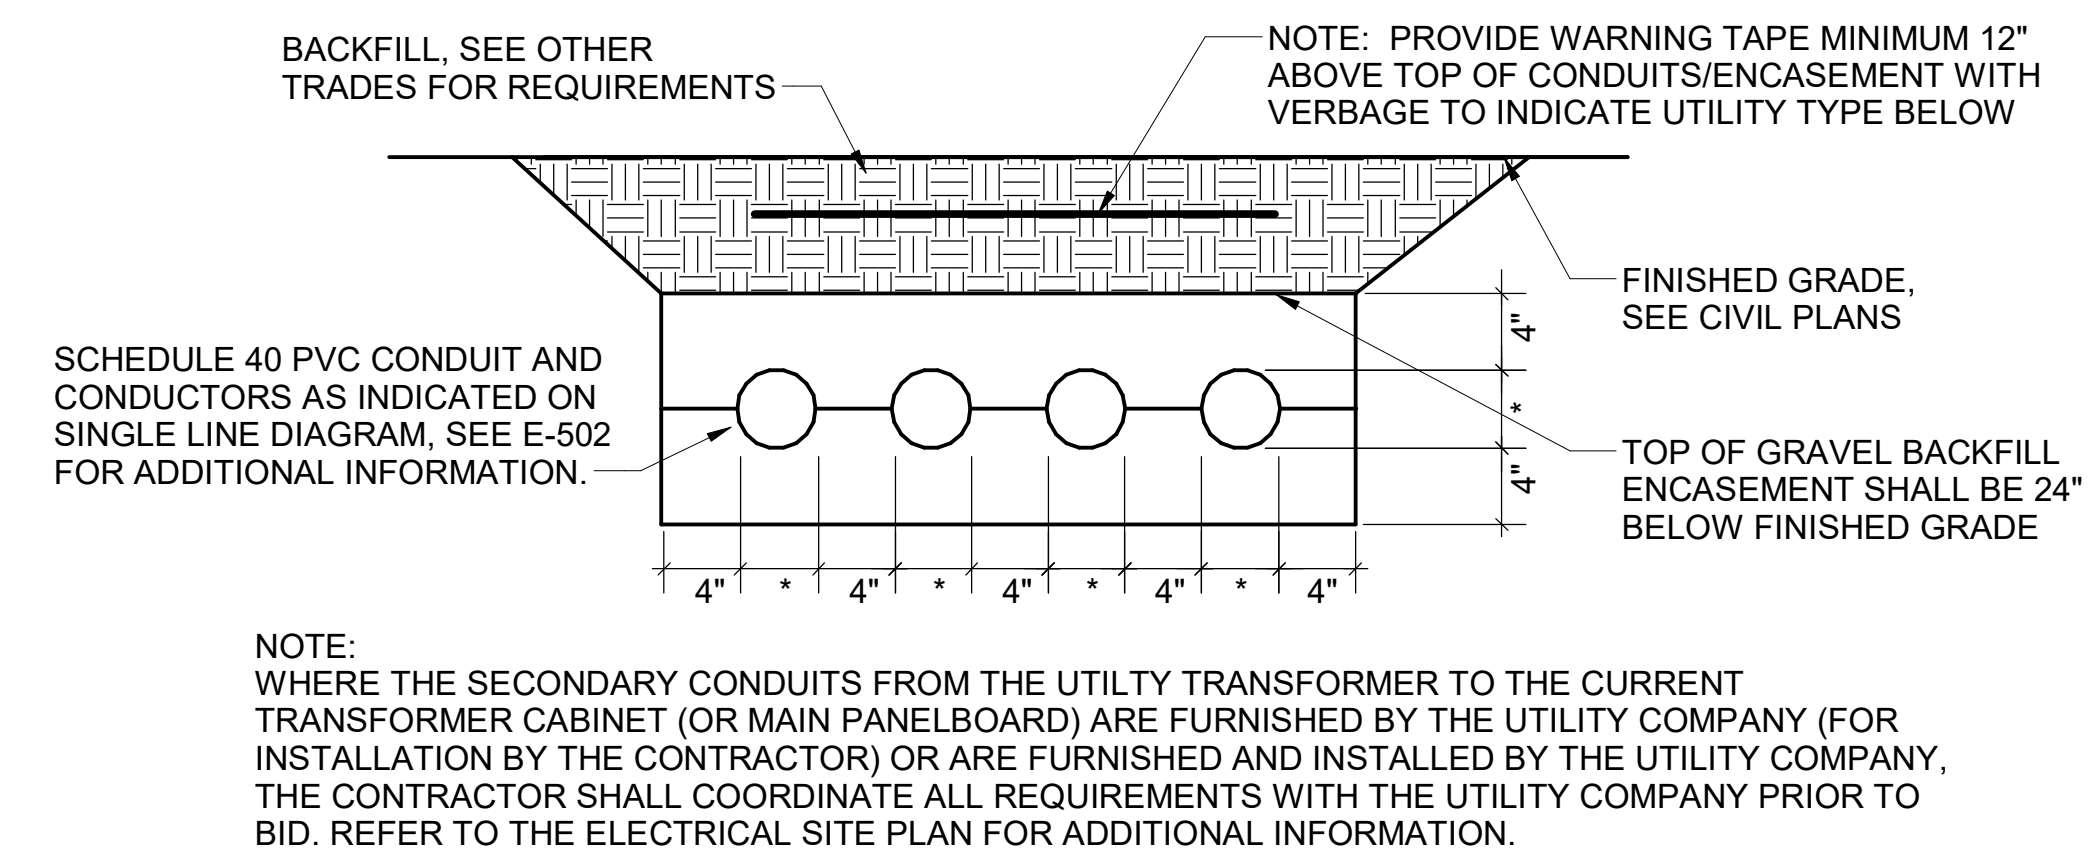 BACKFILL, SEE OTHER
TRADES FOR REQUIREMENTS
NOTE: PROVIDE WARNING TAPE MINIMUM 12"
ABOVE TOP OF CONDUITS/ENCASEMENT WITH
VERBAGE TO INDICATE UTILITY TYPE BELOW
FINISHED GRADE,
SEE CIVIL PLANS
4"
*
4"
SCHEDULE 40 PVC CONDUIT AND
CONDUCTORS AS INDICATED ON
SINGLE LINE DIAGRAM, SEE E-502
FOR ADDITIONAL INFORMATION.
TOP OF GRAVEL BACKFILL
ENCASEMENT SHALL BE 24"
BELOW FINISHED GRADE
4" * 4" * 4" * 4" * 4"
NOTE:
WHERE THE SECONDARY CONDUITS FROM THE UTILTY TRANSFORMER TO THE CURRENT
TRANSFORMER CABINET (OR MAIN PANELBOARD) ARE FURNISHED BY THE UTILITY COMPANY (FOR
INSTALLATION BY THE CONTRACTOR) OR ARE FURNISHED AND INSTALLED BY THE UTILITY COMPANY,
THE CONTRACTOR SHALL COORDINATE ALL REQUIREMENTS WITH THE UTILITY COMPANY PRIOR TO
BID. REFER TO THE ELECTRICAL SITE PLAN FOR ADDITIONAL INFORMATION.